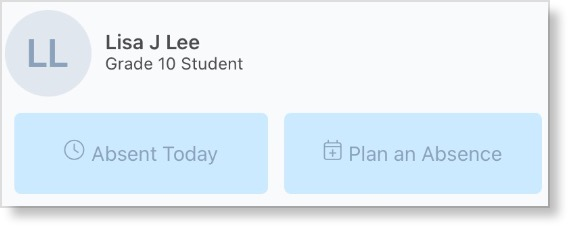 LL
Lisa J Lee
Grade 10 Student
Absent Today
Plan an Absence